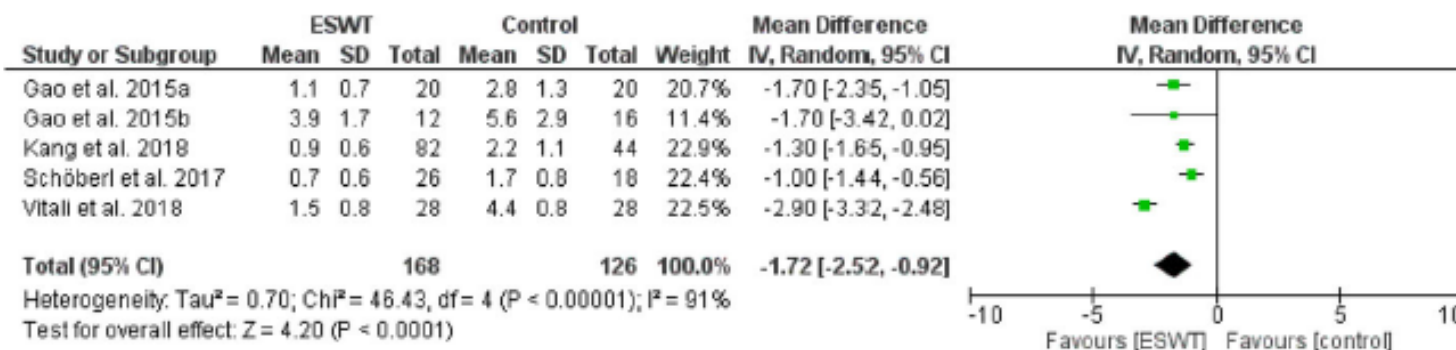 ESWT Control Mean Difference Mean Difference
Study or Subgroup Mean SD Total Mean SD Total Weight IV, Random, 95% CI IV, Random, 95% CI
Gao et al. 2015a 1.1 0.7 20 2.8 1.3 20 20.7% -1.70 [-2.35, -1.05]
Gao et al. 2015b 3.9 1.7 12 5.6 2.9 16 11.4% -1.70 [-3.42, 0.02]
Kang et al. 2018 0.9 0.6 82 2.2 1.1 44 22.9% -1.30 [-1.65, -0.95]
Schöberl et al. 2017 0.7 0.6 26 1.7 0.8 18 22.4% -1.00 [-1.44, -0.56]
Vitali et al. 2018 1.5 0.8 28 4.4 0.8 28 22.5% -2.90 [-3.32, -2.48]
Total (95% CI) 168 126 100.0% -1.72 [-2.52, -0.92]
Heterogeneity: Tau² = 0.70; Chi² = 46.43, df = 4 (P < 0.00001); I² = 91%
Test for overall effect: Z = 4.20 (P < 0.0001)
-10 -5 0 5 10
Favours [ESWT] Favours [control]